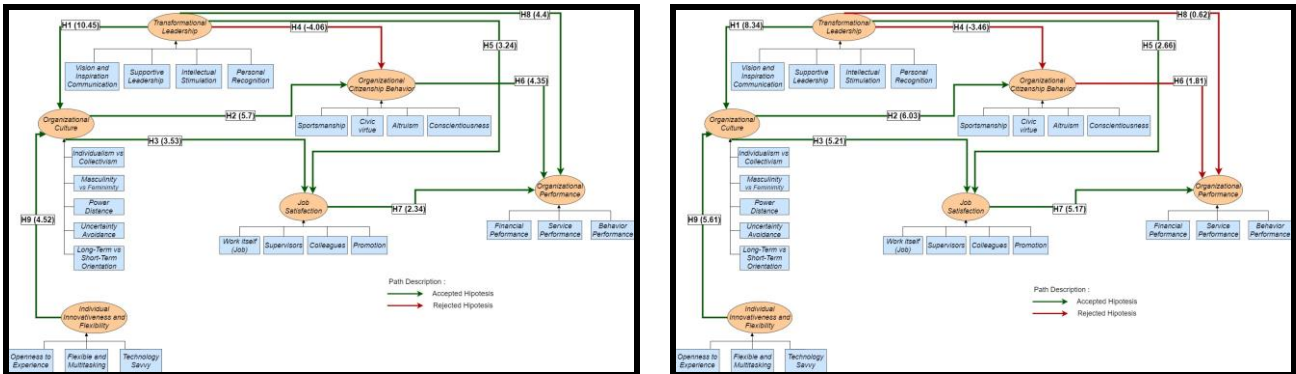 H8 (4.4)
H1 (10.45)
Transformational
Leadership
H4 (-4.06)
H5 (3.24)
Vision and
Inspiration
Communication
Supportive
Leadership
Intellectual
Stimulation
Personal
Recognition
Organizational
Citizenship Behavior
H6 (4.35)
H2 (5.7)
Organizational
Culture
Sportsmanship
Civic
virtue
Altruism
Conscientiousness
H3 (3.53)
Individualism vs
Collectivism
Masculinity
vs Femininity
Power
Distance
Uncertainty
Avoidance
Long-Term vs
Short-Term
Orientation
H9 (4.52)
Job
Satisfaction
H7 (2.34)
Organizational
Performance
Work Itself
(Job)
Supervisors
Colleagues
Promotion
Financial
Peformance
Service
Peformance
Behavior
Performance
Path Description :
Accepted Hipotesis
Rejected Hipotesis
Individual
Innovativeness and
Flexibility
Openness to
Experience
Flexible and
Multitasking
Technology
Savvy
H8 (0.62)
H1 (8.34)
Transformational
Leadership
H4 (-3.46)
H5 (2.66)
Vision and
Inspiration
Communication
Supportive
Leadership
Intellectual
Stimulation
Personal
Recognition
Organizational
Citizenship Behavior
H6 (1.81)
H2 (6.03)
Organizational
Culture
Sportsmanship
Civic
virtue
Altruism
Conscientiousness
H3 (5.21)
Individualism vs
Collectivism
Masculinity
vs Femininity
Power
Distance
Uncertainty
Avoidance
Long-Term vs
Short-Term
Orientation
H9 (5.61)
Job
Satisfaction
H7 (5.17)
Organizational
Performance
Work Itself
(Job)
Supervisors
Colleagues
Promotion
Financial
Peformance
Service
Peformance
Behavior
Performance
Path Description :
Accepted Hipotesis
Rejected Hipotesis
Individual
Innovativeness and
Flexibility
Openness to
Experience
Flexible and
Multitasking
Technology
Savvy